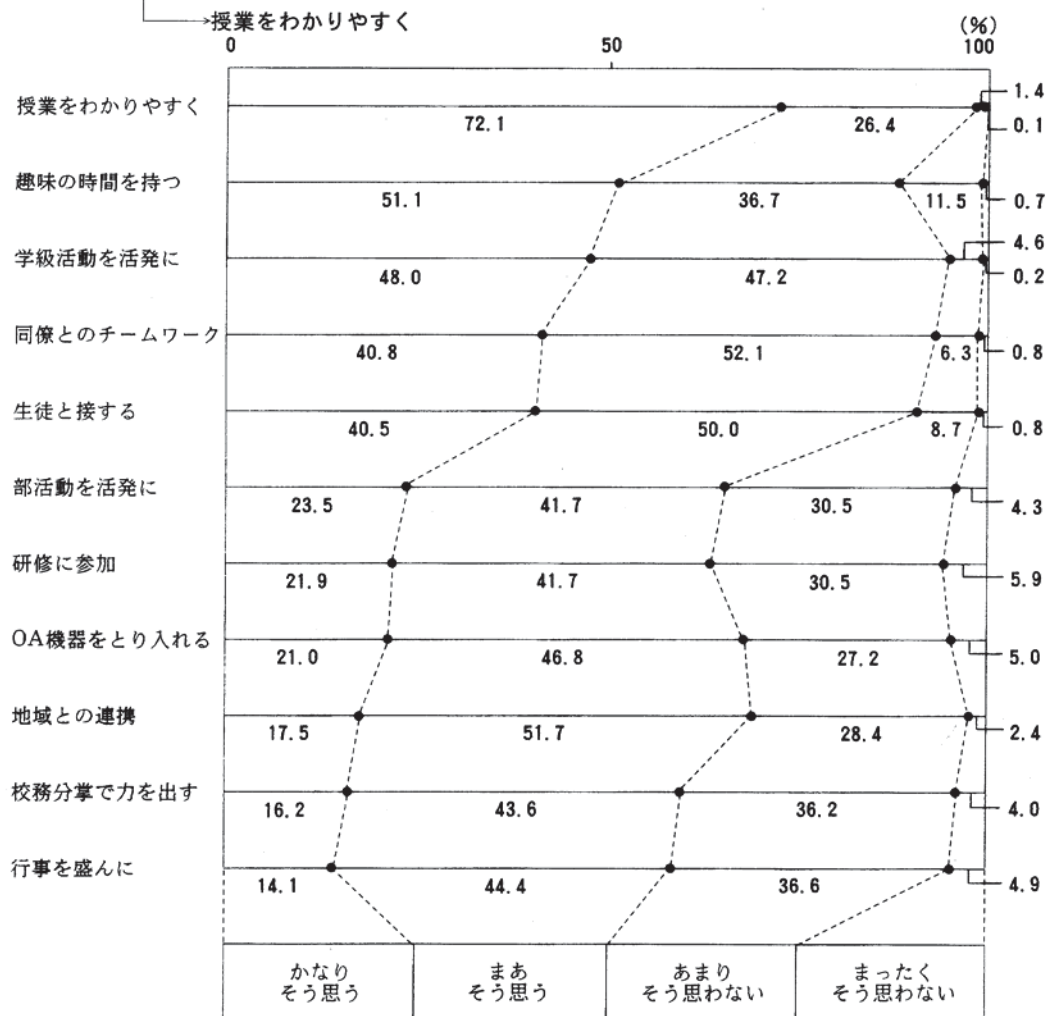 授業をわかりやすく
(%)
0 50 100
授業をわかりやすく 72.1 26.4 1.4 0.1
趣味の時間を持つ 51.1 36.7 11.5 0.7
学級活動を活発に 48.0 47.2 4.6 0.2
同僚とのチームワーク 40.8 52.1 6.3 0.8
生徒と接する 40.5 50.0 8.7 0.8
部活動を活発に 23.5 41.7 30.5 4.3
研修に参加 21.9 41.7 30.5 5.9
OA機器をとり入れる 21.0 46.8 27.2 5.0
地域との連携 17.5 51.7 28.4 2.4
校務分掌で力を出す 16.2 43.6 36.2 4.0
行事を盛んに 14.1 44.4 36.6 4.9
かなり まあ あまり まったく
そう思う そう思う そう思わない そう思わない